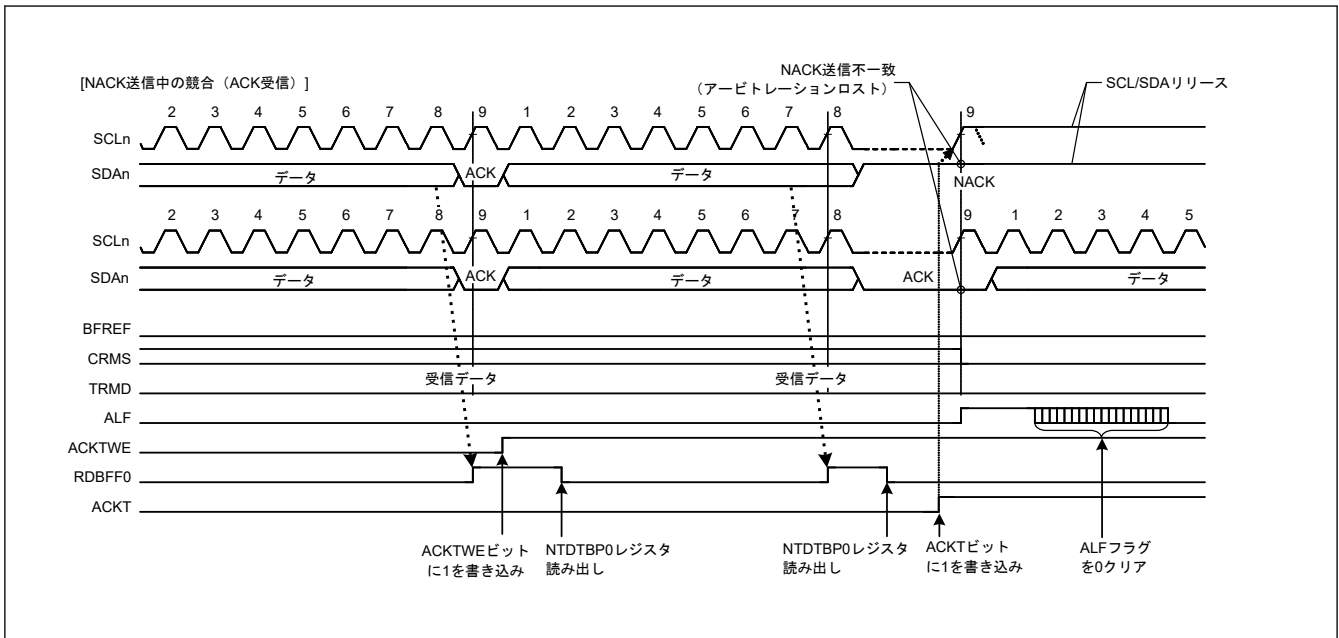 [NACK送信中の競合（ACK受信）]
NACK送信不一致
（アービトレーションロスト）
SCL/SDAリリース
2 3 4 5 6 7 8 9 1 2 3 4 5 6 7 8 9
SCLn
SDAn
データ
ACK
データ
NACK
2 3 4 5 6 7 8 9 1 2 3 4 5 6 7 8 9 1 2 3 4 5
SCLn
SDAn
データ
ACK
データ
ACK
データ
BFREF
CRMS
受信データ
受信データ
TRMD
ALF
ACKTWE
RDBFF0
ACKT
ACKTWEビット
に1を書き込み
NTDTBP0レジスタ
読み出し
NTDTBP0レジスタ
読み出し
ACKTビット
に1を書き込み
ALFフラグ
を0クリア